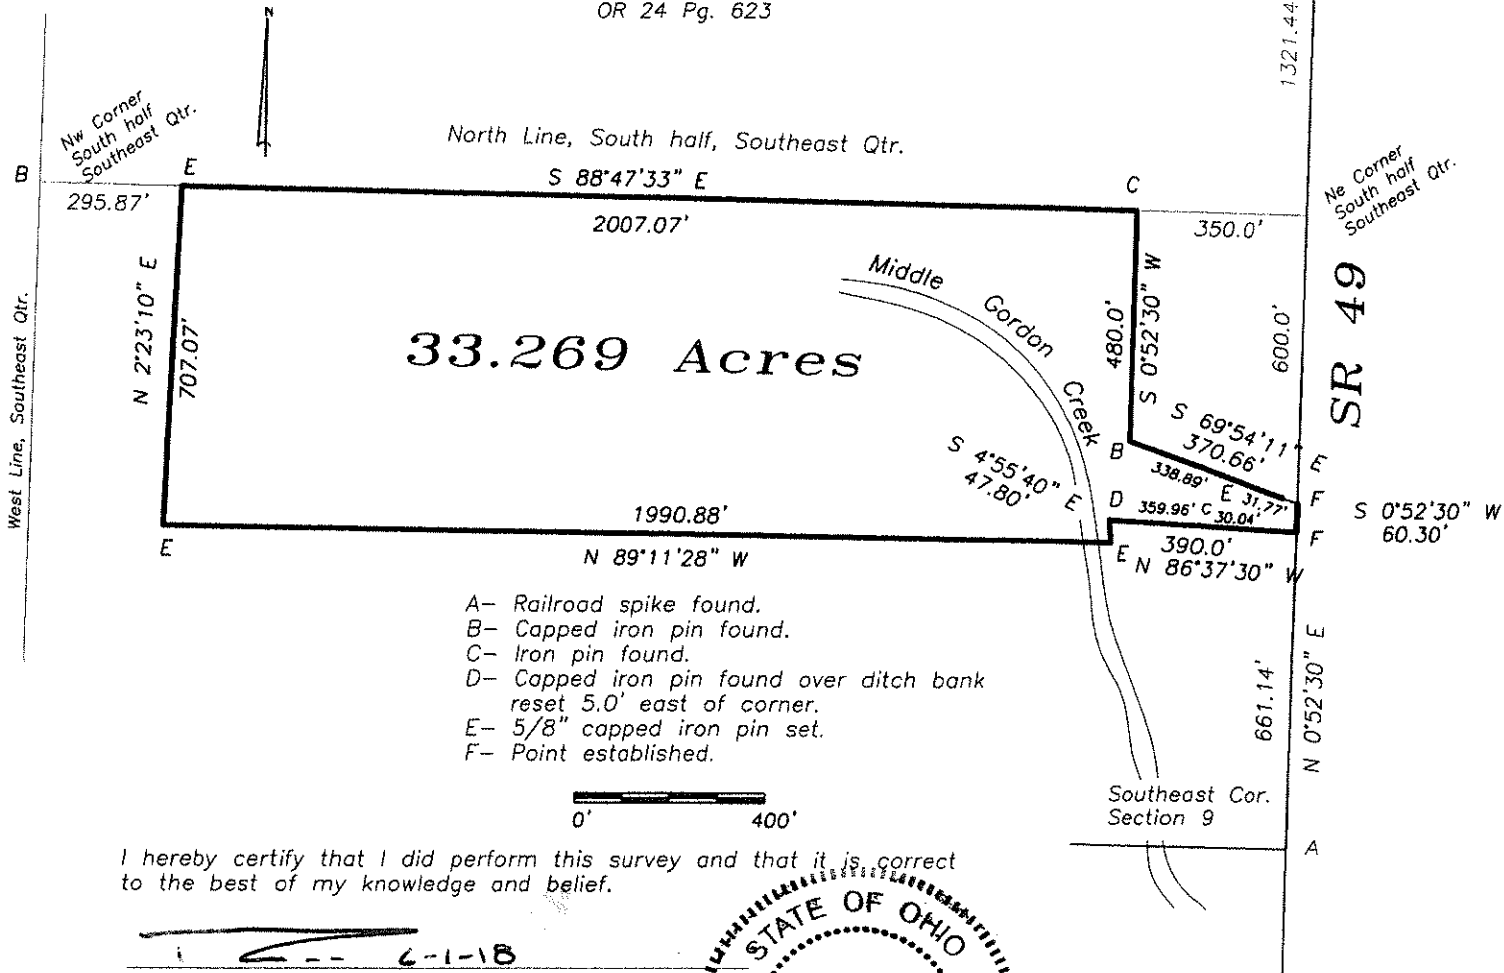 OR 24 Pg. 623
1321.44
N
Nw Corner
South half
Southeast Qtr.
North Line, South half, Southeast Qtr.
Ne Corner
South half
Southeast Qtr.
B
E
S 88°47'33" E
C
295.87'
2007.07'
350.0'
West Line, Southeast Qtr.
N 2°23'10" E
707.07'
33.269 Acres
Middle Gordon Creek
480.0'
S 0°52'30" W
600.0'
SR 49
S 69°54'11" E
370.66'
B
338.89' E 31.77'
F
S 4°55'40" E
47.80'
D
359.96' C 30.04'
F
S 0°52'30" W
60.30'
E
1990.88'
N 89°11'28" W
E
390.0'
N 86°37'30" W
A- Railroad spike found.
B- Capped iron pin found.
C- Iron pin found.
D- Capped iron pin found over ditch bank
reset 5.0' east of corner.
E- 5/8" capped iron pin set.
F- Point established.
661.14'
N 0°52'30" E
0'
400'
Southeast Cor.
Section 9
A
I hereby certify that I did perform this survey and that it is correct
to the best of my knowledge and belief.
6-1-18
STATE OF OHIO